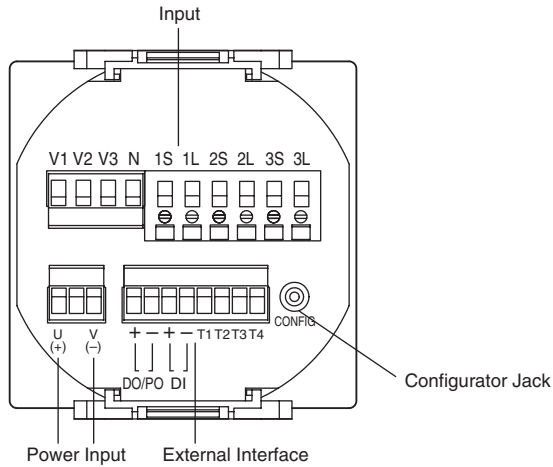 Input
V1 V2 V3 N 1S 1L 2S 2L 3S 3L
U V + − + − T1 T2 T3 T4 CONFIG
(+) (−)
DO/PO DI
Configurator Jack
Power Input External Interface